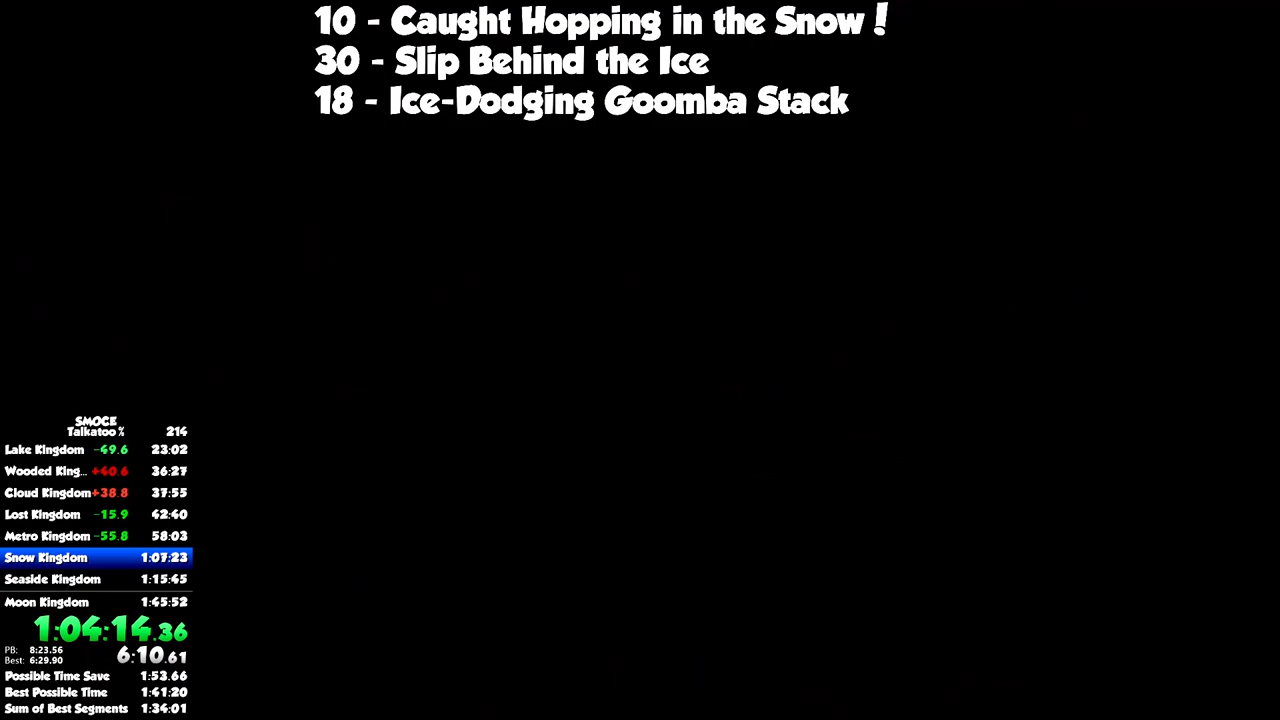 10 - Caught Hopping in the Snow!
30 - Slip Behind the Ice
18 - Ice-Dodging Goomba Stack
SMOCE
Talkatoo % 214
Lake Kingdom -49.6 23:02
Wooded King... +40.6 36:27
Cloud Kingdom +38.8 37:55
Lost Kingdom -15.9 42:40
Metro Kingdom -55.8 58:03
Snow Kingdom 1:07:23
Seaside Kingdom 1:15:45
Moon Kingdom 1:45:52
1:04:14.36
PB: 8:23.56
Best: 6:29.90
6:10.61
Possible Time Save 1:53.66
Best Possible Time 1:41:20
Sum of Best Segments 1:34:01